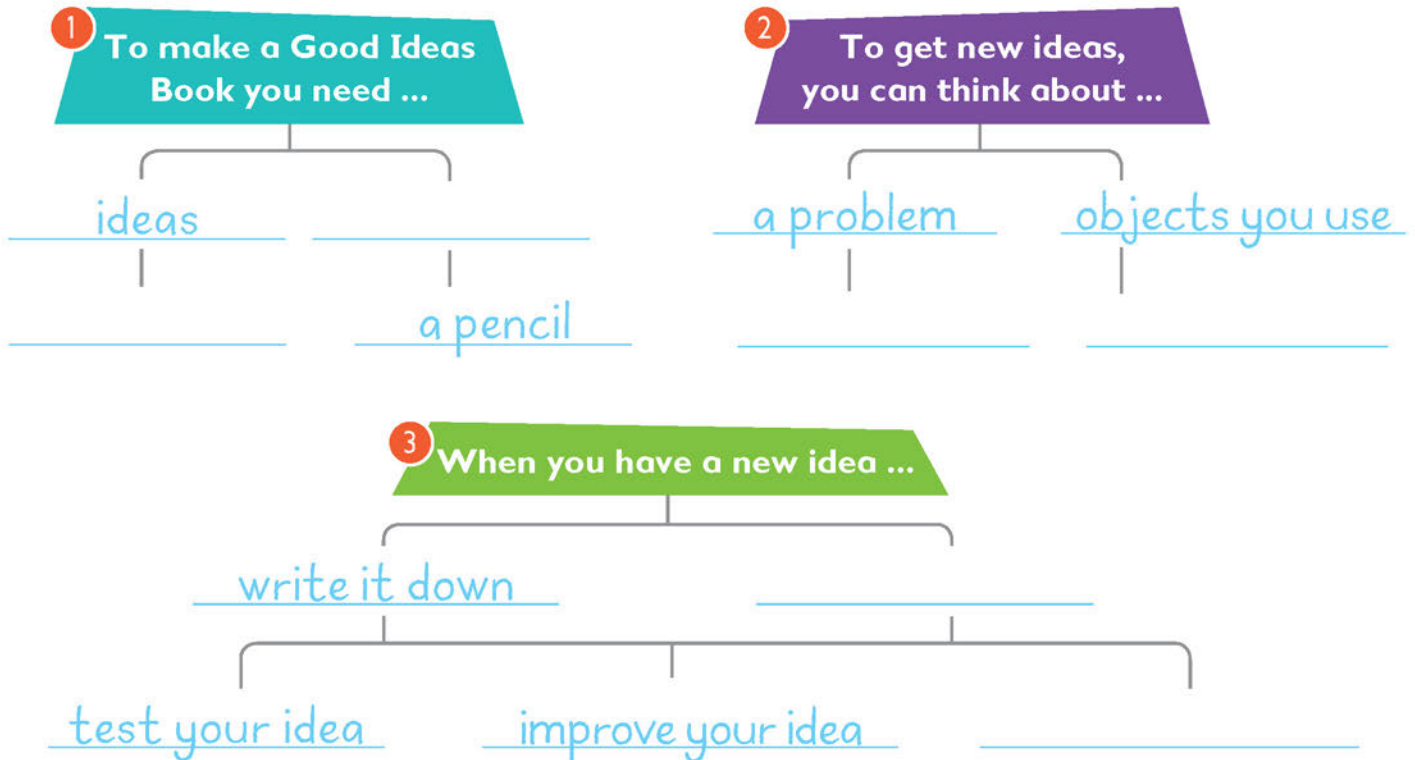 1
To make a Good Ideas
Book you need ...
ideas
a pencil
2
To get new ideas,
you can think about ...
a problem
objects you use
3
When you have a new idea ...
write it down
test your idea
improve your idea